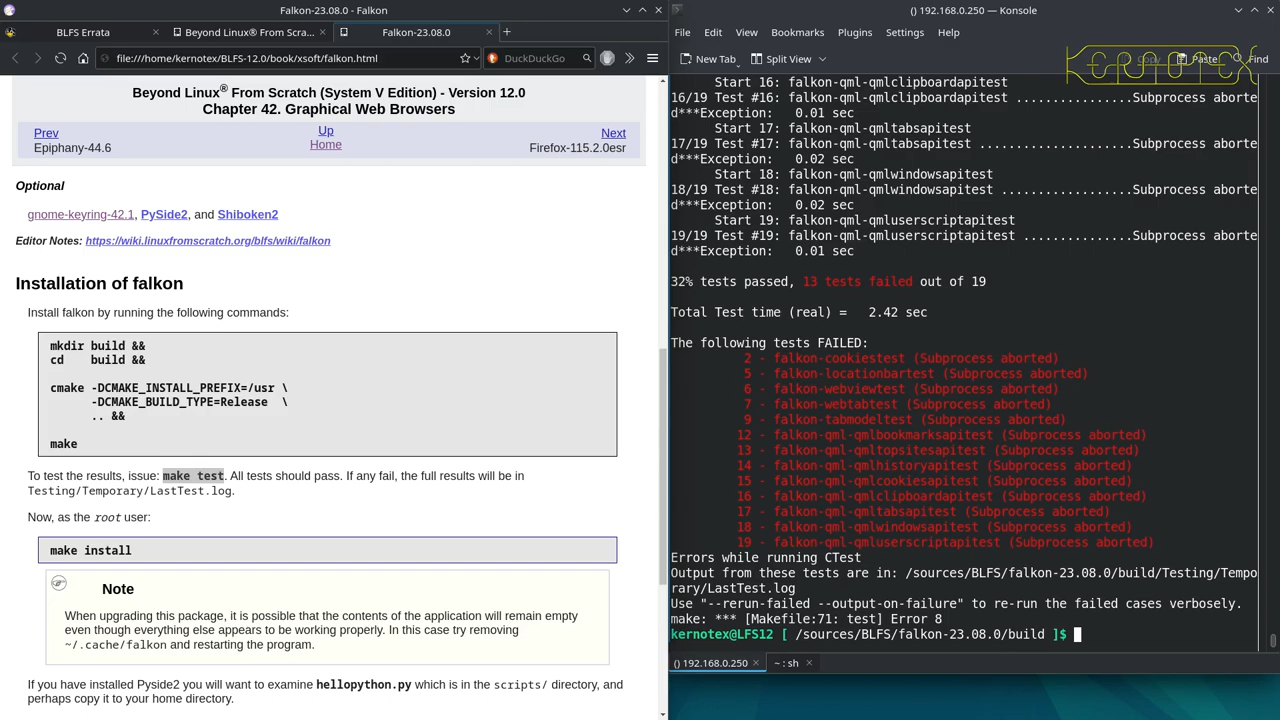 Falkon-23.08.0 - Falkon
BLFS Errata
Beyond Linux® From Scra...
Falkon-23.08.0
file:///home/kernotex/BLFS-12.0/book/xsoft/falkon.html
DuckDuckGo
Beyond Linux® From Scratch (System V Edition) - Version 12.0
Chapter 42. Graphical Web Browsers
Prev Up Next
Epiphany-44.6 Home Firefox-115.2.0esr
Optional
gnome-keyring-42.1, PySide2, and Shiboken2
Editor Notes: https://wiki.linuxfromscratch.org/blfs/wiki/falkon
Installation of falkon
Install falkon by running the following commands:
mkdir build &&
cd    build &&
cmake -DCMAKE_INSTALL_PREFIX=/usr \
      -DCMAKE_BUILD_TYPE=Release  \
      .. &&
make
To test the results, issue: make test. All tests should pass. If any fail, the full results will be in
Testing/Temporary/LastTest.log.
Now, as the root user:
make install
Note
When upgrading this package, it is possible that the contents of the application will remain empty
even though everything else appears to be working properly. In this case try removing
~/.cache/falkon and restarting the program.
If you have installed Pyside2 you will want to examine hellopython.py which is in the scripts/ directory, and
perhaps copy it to your home directory.
() 192.168.0.250 — Konsole
File Edit View Bookmarks Plugins Settings Help
New Tab Split View Copy Paste Find
KERNOTEX
      Start 16: falkon-qml-qmlclipboardapitest
16/19 Test #16: falkon-qml-qmlclipboardapitest ................Subprocess aborte
d***Exception:   0.01 sec
      Start 17: falkon-qml-qmltabsapitest
17/19 Test #17: falkon-qml-qmltabsapitest .....................Subprocess aborte
d***Exception:   0.02 sec
      Start 18: falkon-qml-qmlwindowsapitest
18/19 Test #18: falkon-qml-qmlwindowsapitest ..................Subprocess aborte
d***Exception:   0.02 sec
      Start 19: falkon-qml-qmluserscriptapitest
19/19 Test #19: falkon-qml-qmluserscriptapitest ...............Subprocess aborte
d***Exception:   0.01 sec
32% tests passed, 13 tests failed out of 19
Total Test time (real) =   2.42 sec
The following tests FAILED:
2 - falkon-cookiestest (Subprocess aborted)
5 - falkon-locationbartest (Subprocess aborted)
6 - falkon-webviewtest (Subprocess aborted)
7 - falkon-webtabtest (Subprocess aborted)
9 - falkon-tabmodeltest (Subprocess aborted)
12 - falkon-qml-qmlbookmarksapitest (Subprocess aborted)
13 - falkon-qml-qmltopsitesapitest (Subprocess aborted)
14 - falkon-qml-qmlhistoryapitest (Subprocess aborted)
15 - falkon-qml-qmlcookiesapitest (Subprocess aborted)
16 - falkon-qml-qmlclipboardapitest (Subprocess aborted)
17 - falkon-qml-qmltabsapitest (Subprocess aborted)
18 - falkon-qml-qmlwindowsapitest (Subprocess aborted)
19 - falkon-qml-qmluserscriptapitest (Subprocess aborted)
Errors while running CTest
Output from these tests are in: /sources/BLFS/falkon-23.08.0/build/Testing/Tempo
rary/LastTest.log
Use "--rerun-failed --output-on-failure" to re-run the failed cases verbosely.
make: *** [Makefile:71: test] Error 8
kernotex@LFS12 [ /sources/BLFS/falkon-23.08.0/build ]$
() 192.168.0.250
~ : sh